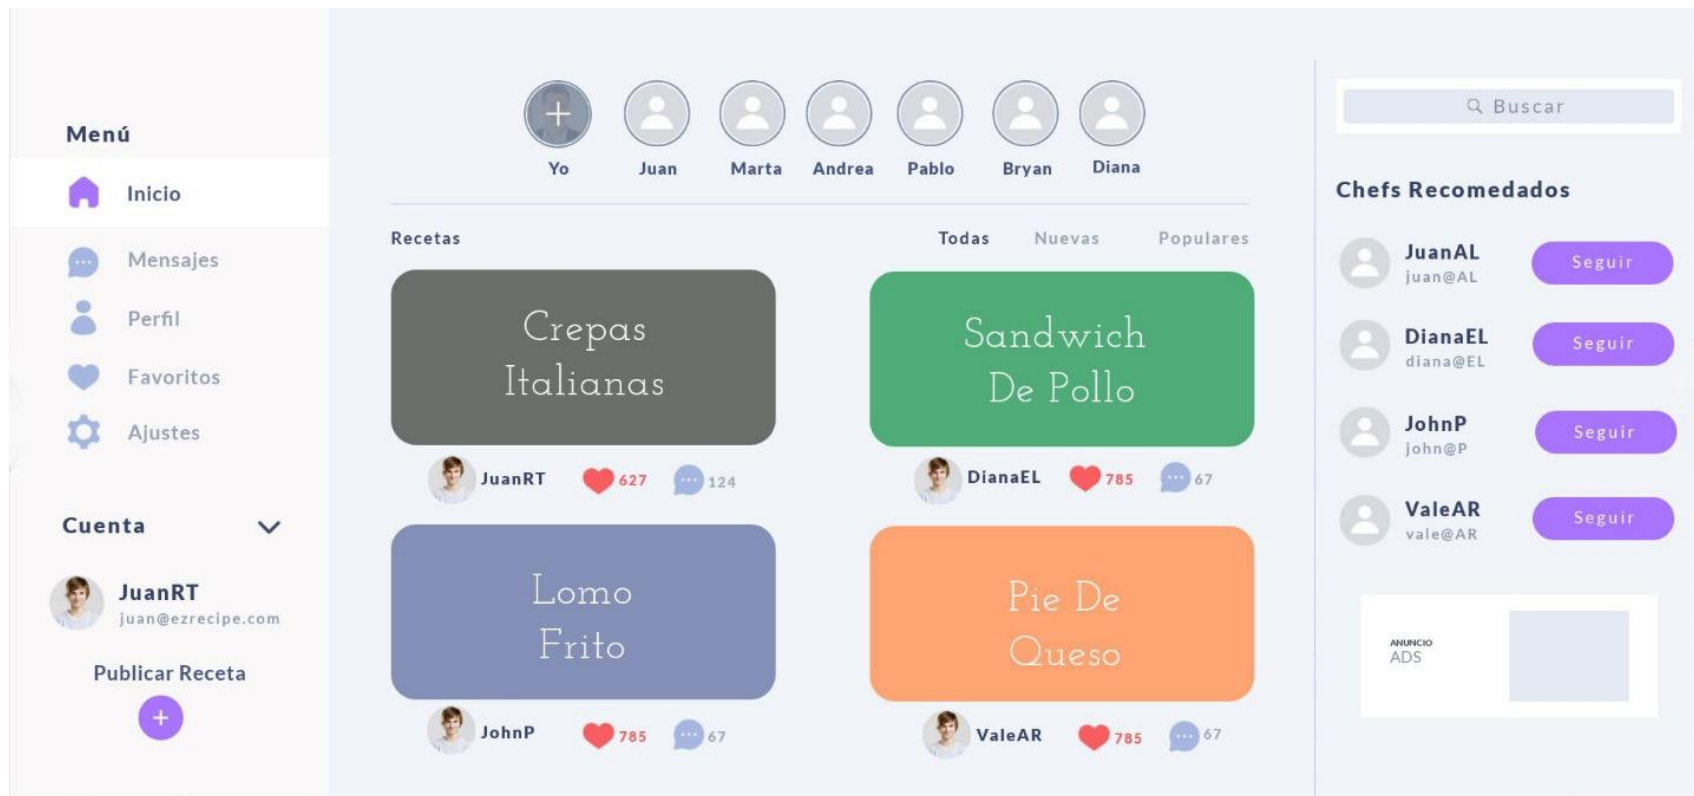 Menú
Inicio
Mensajes
Perfil
Favoritos
Ajustes
Cuenta
JuanRT
juan@ezrecipe.com
Publicar Receta
Yo Juan Marta Andrea Pablo Bryan Diana
Recetas Todas Nuevas Populares
Crepas
Italianas
JuanRT 627 124
Sandwich
De Pollo
DianaEL 785 67
Lomo
Frito
JohnP 785 67
Pie De
Queso
ValeAR 785 67
Buscar
Chefs Recomedados
JuanAL
juan@AL
Seguir
DianaEL
diana@EL
Seguir
JohnP
john@P
Seguir
ValeAR
vale@AR
Seguir
ANUNCIO
ADS